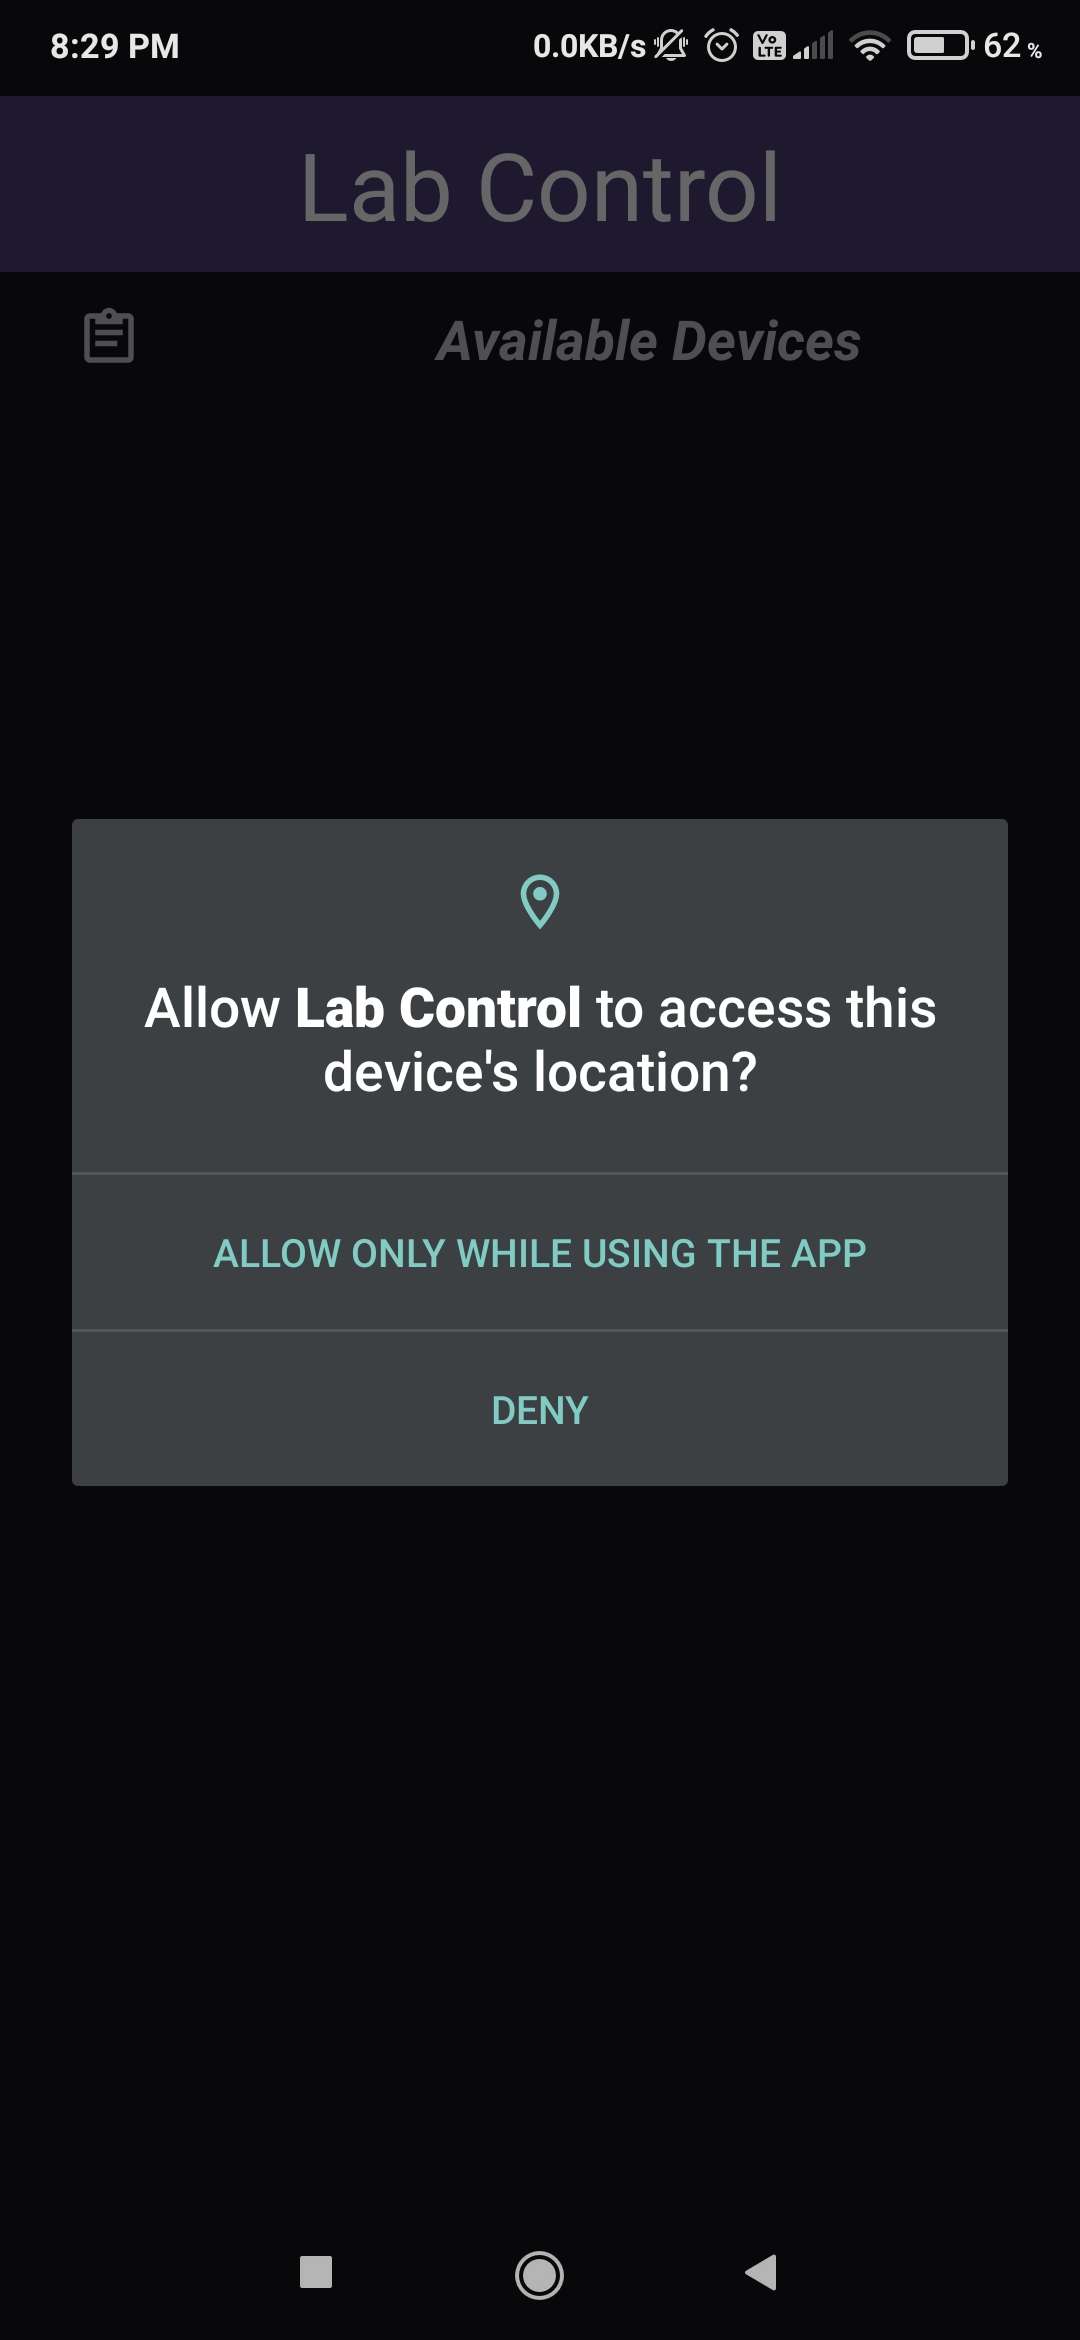 8:29 PM 0.0KB/s Vo LTE 62 %
Lab Control
Available Devices
Allow Lab Control to access this
device's location?
ALLOW ONLY WHILE USING THE APP
DENY